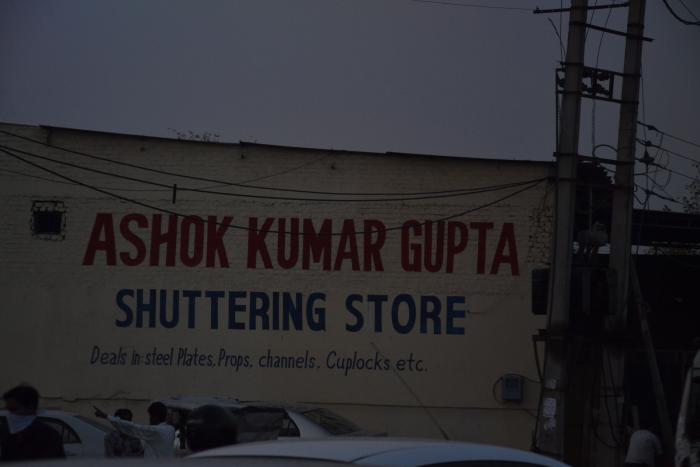 ASHOK KUMAR GUPTA
SHUTTERING STORE
Deals in: steel Plates, Props, channels, Cuplocks etc.